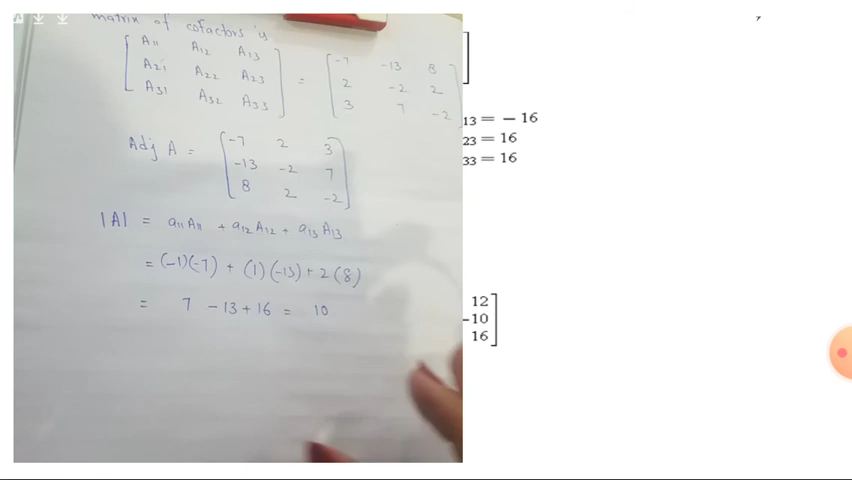 matrix of cofactors is
[ A11 A12 A13
A21 A22 A23
A31 A32 A33 ] = [ -7 -13 8
2 -2 2
3 7 -2 ]
Adj A = [ -7 2 3
-13 -2 7
8 2 -2 ]
|A| = a11 A11 + a12 A12 + a13 A13
= (-1)(-7) + (1)(-13) + 2(8)
= 7 - 13 + 16 = 10
]
13 = − 16
23 = 16
33 = 16
12
-10
16 ]